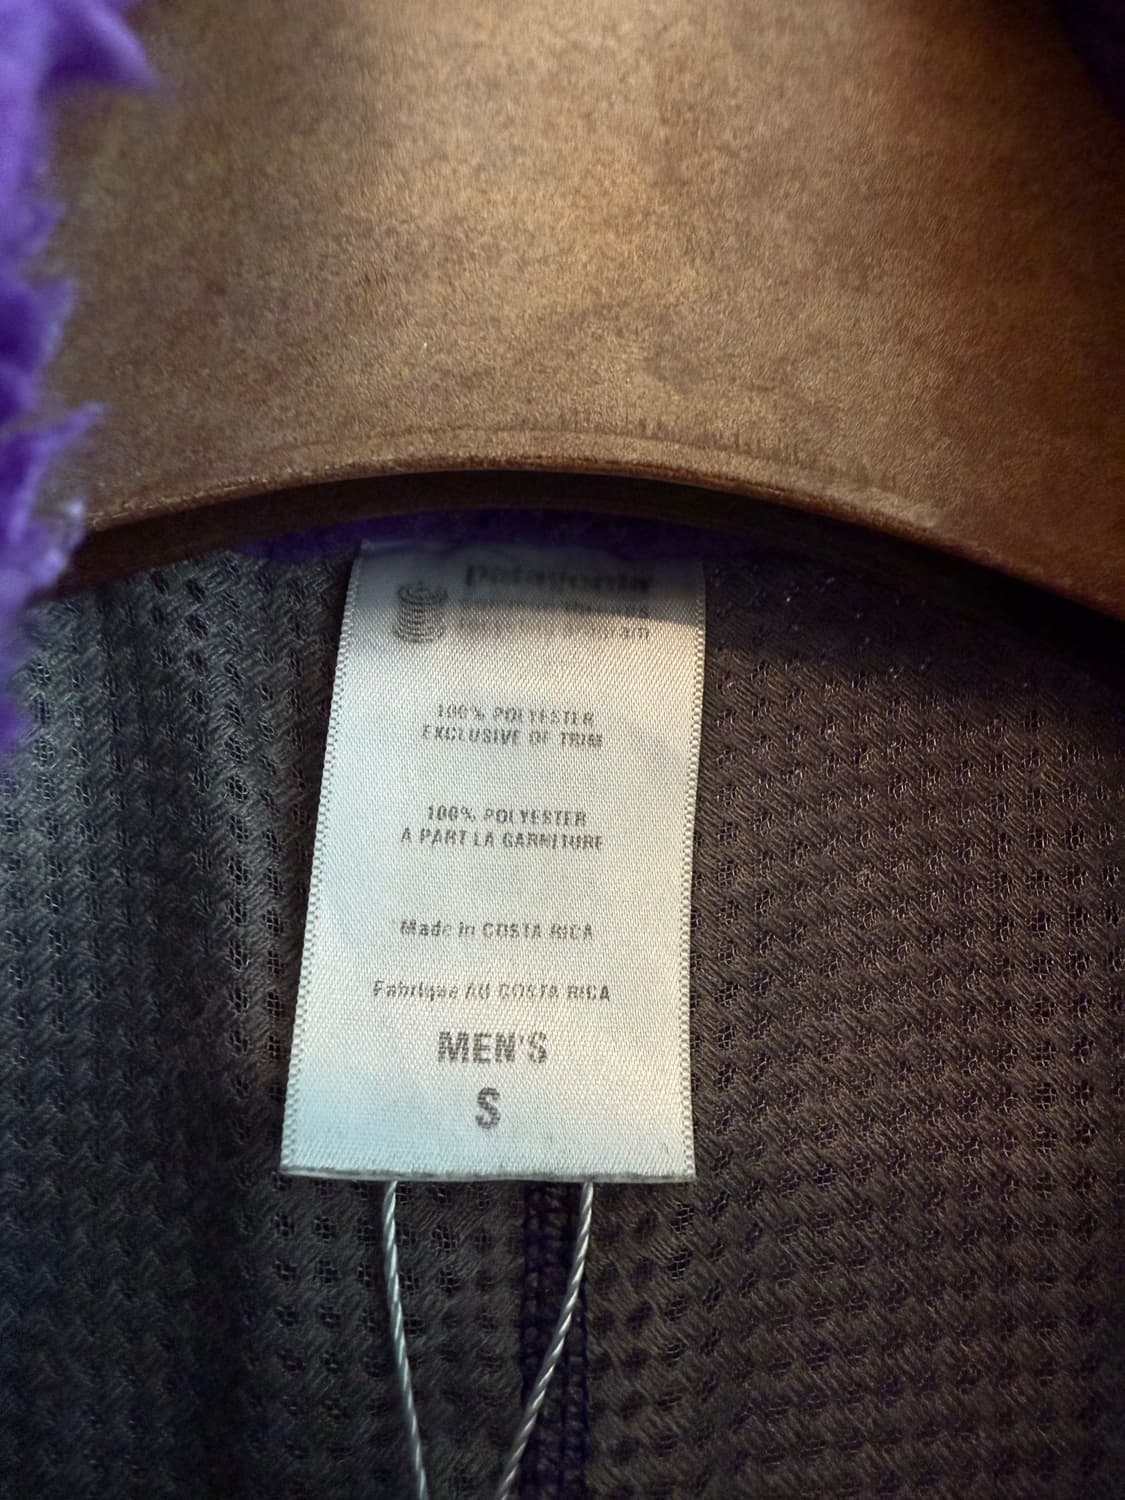 Patagonia
100% POLYESTER
EXCLUSIVE OF TRIM
100% POLYESTER
A PART LA GARNITURE
Made in COSTA RICA
Fabrique AU COSTA RICA
MEN'S
S